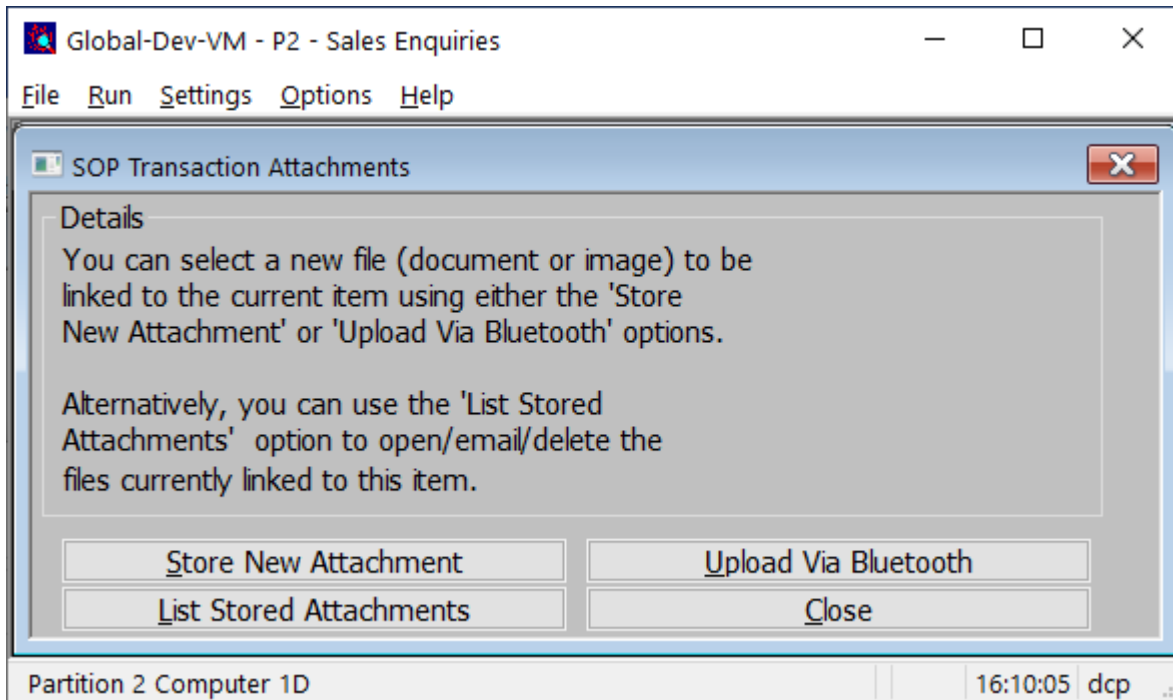 Global-Dev-VM - P2 - Sales Enquiries
File Run Settings Options Help
SOP Transaction Attachments
Details
You can select a new file (document or image) to be
linked to the current item using either the 'Store
New Attachment' or 'Upload Via Bluetooth' options.
Alternatively, you can use the 'List Stored
Attachments'  option to open/email/delete the
files currently linked to this item.
Store New Attachment Upload Via Bluetooth
List Stored Attachments Close
Partition 2 Computer 1D 16:10:05 dcp